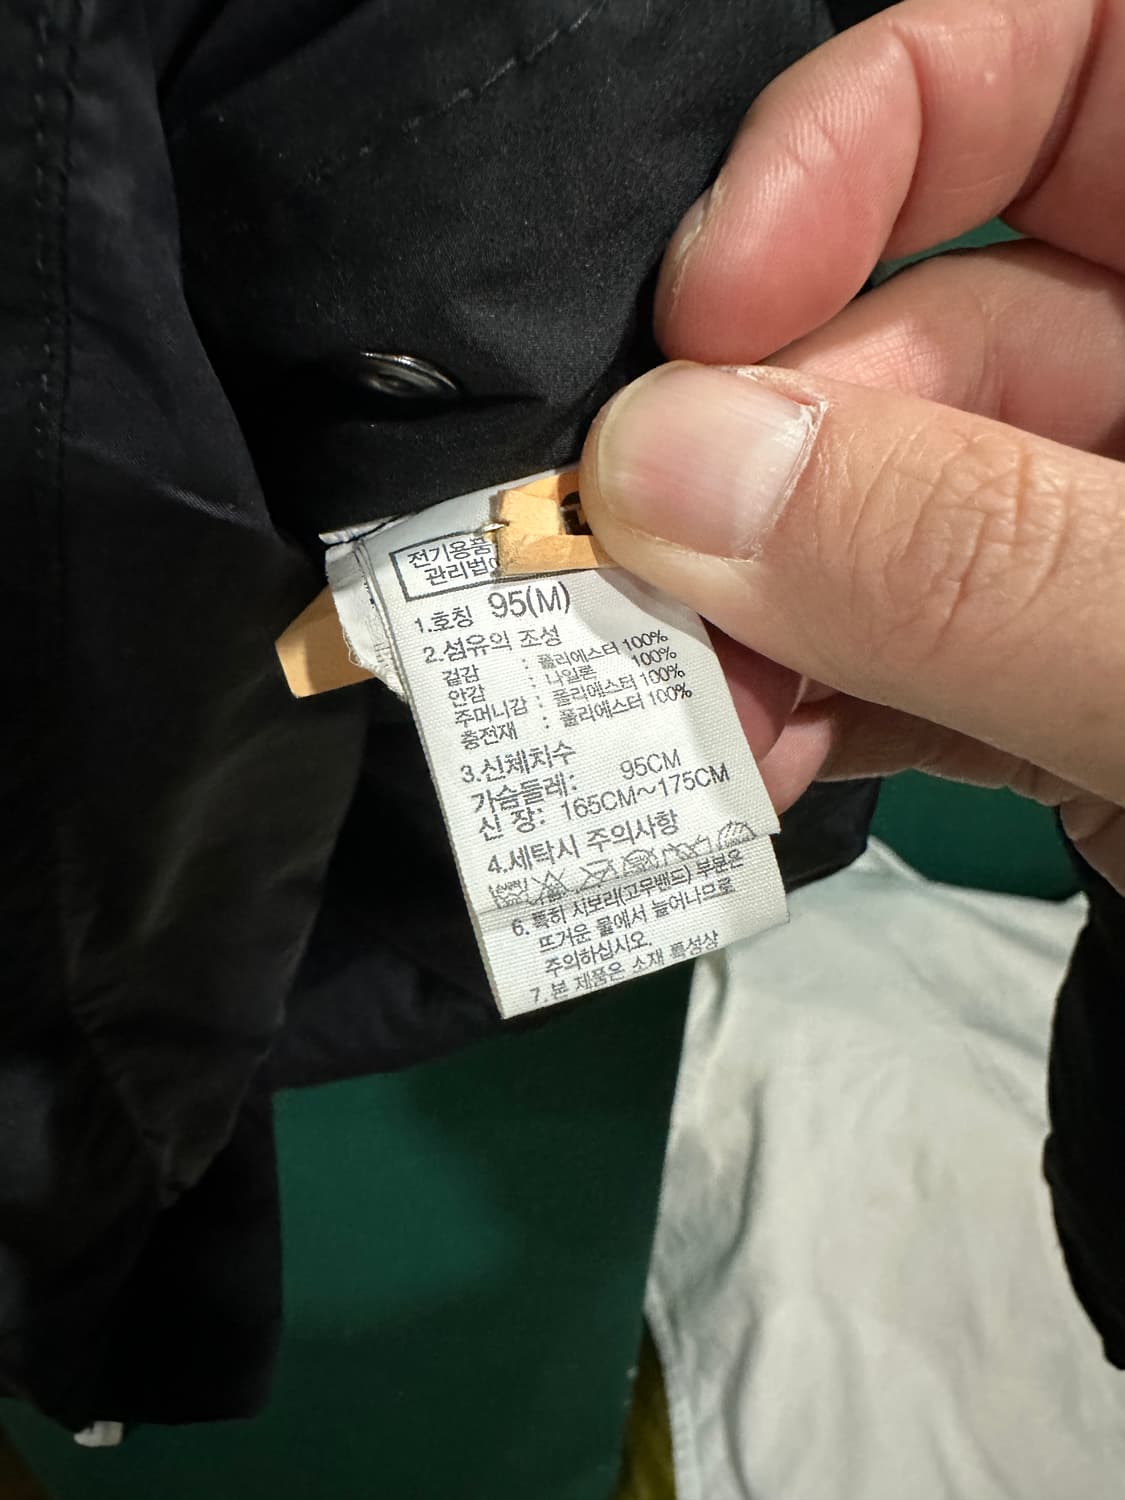 전기용품
관리법
1.호칭 95(M)
2.섬유의 조성
겉감 : 폴리에스터 100%
안감 : 나일론 100%
주머니감 : 폴리에스터 100%
충전재 : 폴리에스터 100%
3.신체치수
가슴둘레: 95CM
신 장: 165CM~175CM
4.세탁시 주의사항
6.특히 시보리(고무밴드) 부분은
뜨거운 물에서 늘어나므로
주의하십시오.
7.본 제품은 소재 특성상